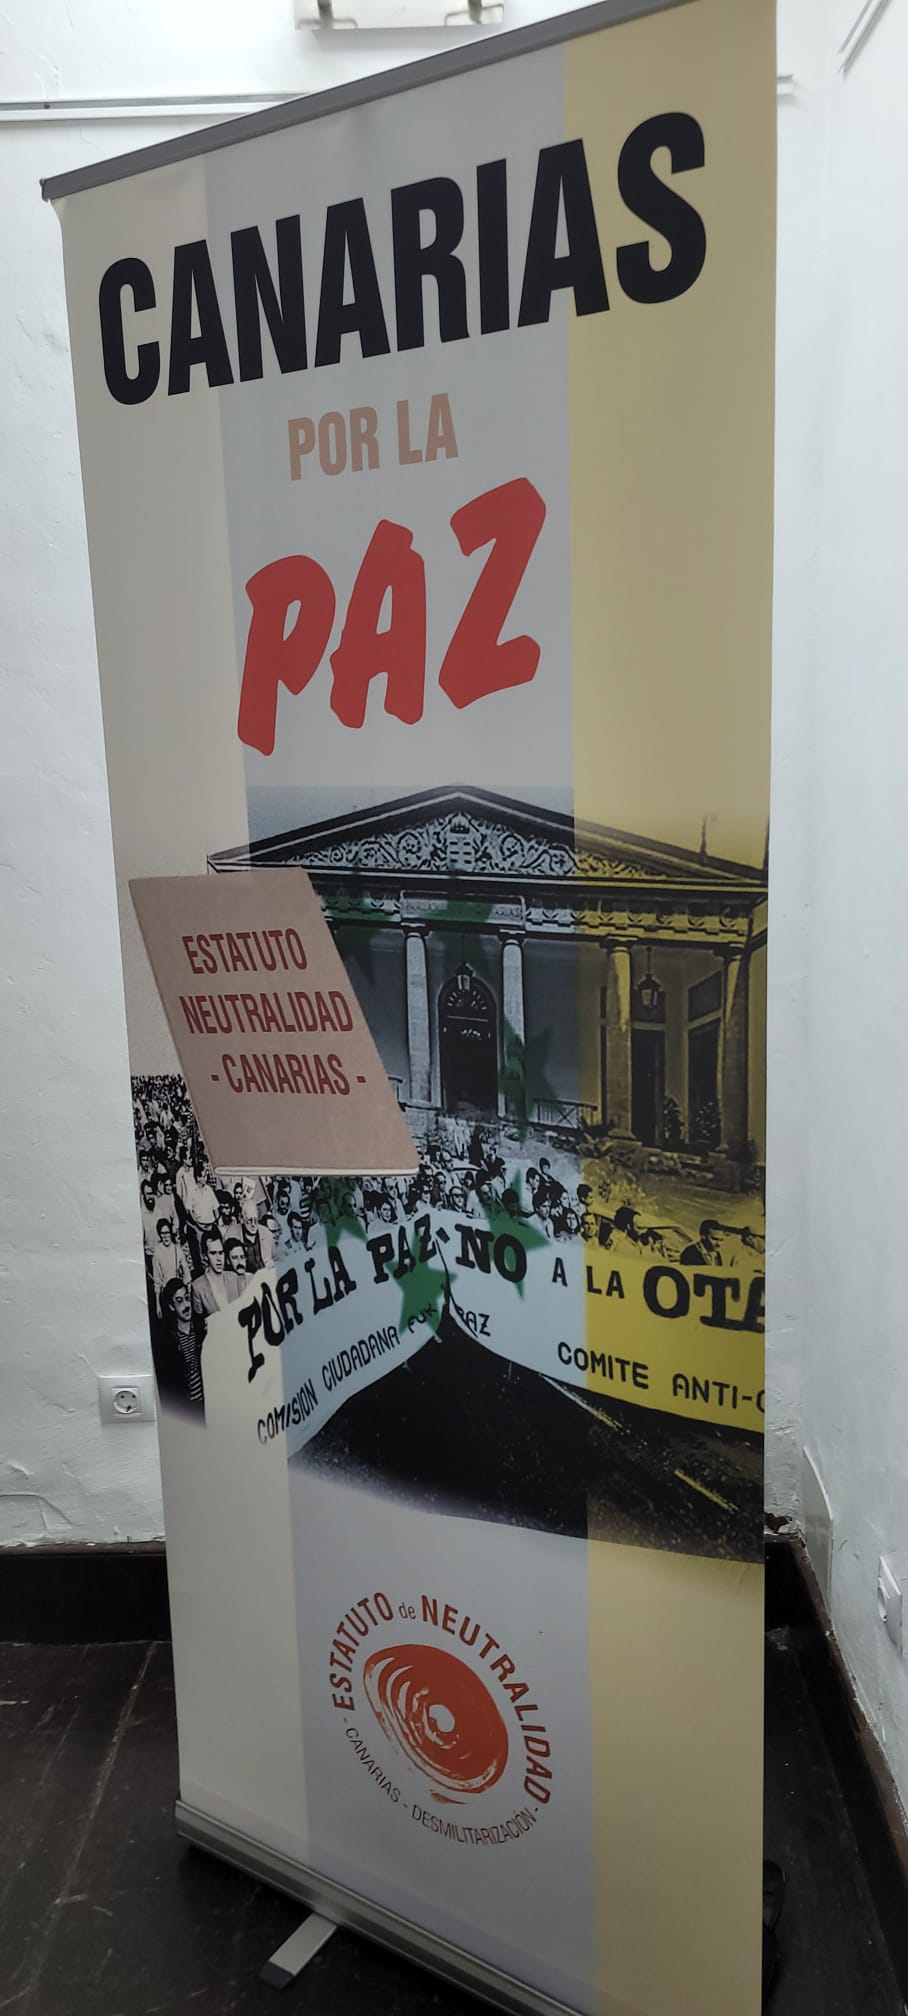 CANARIAS
POR LA
PAZ
ESTATUTO
NEUTRALIDAD
- CANARIAS -
POR LA PAZ NO A LA OTA
COMISION CIUDADANA POR PAZ
COMITE ANTI-
ESTATUTO de NEUTRALIDAD
- CANARIAS - DESMILITARIZACIÓN -